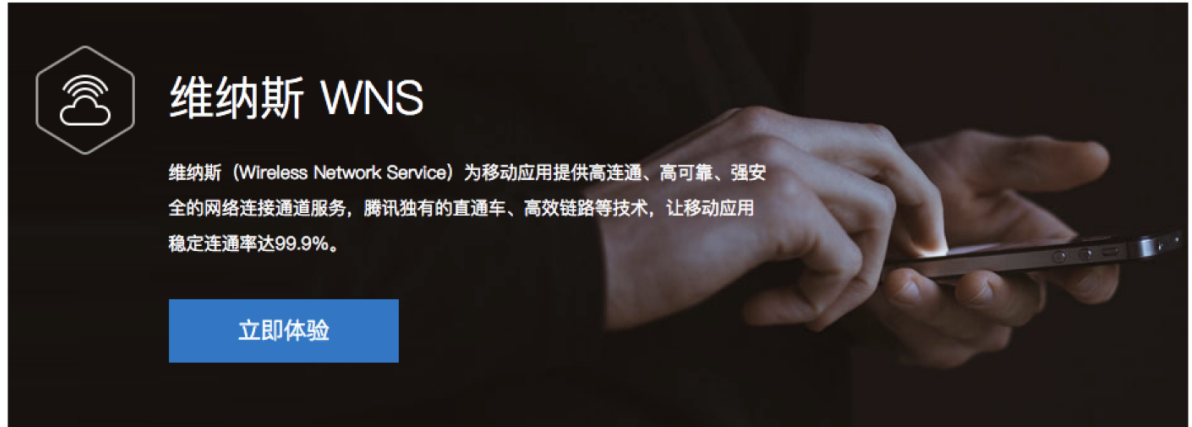 维纳斯 WNS
维纳斯（Wireless Network Service）为移动应用提供高连通、高可靠、强安
全的网络连接通道服务，腾讯独有的直通车、高效链路等技术，让移动应用
稳定连通率达99.9%。
立即体验